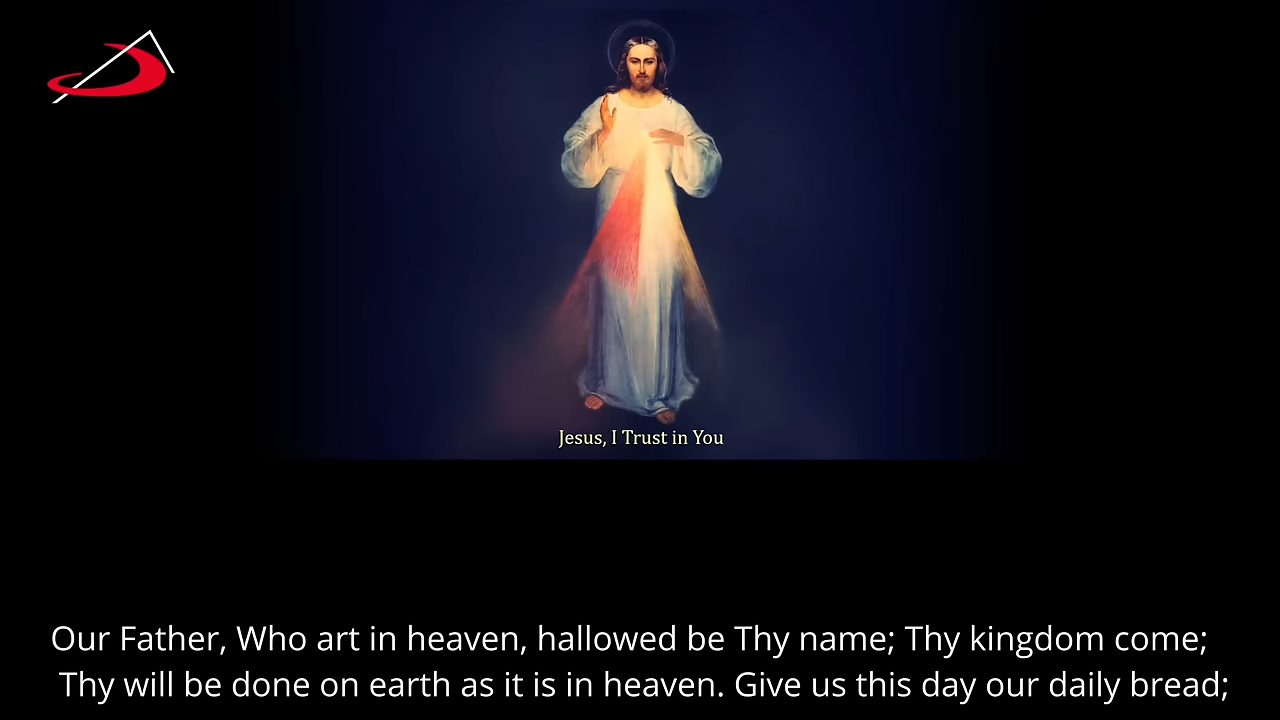 Jesus, I Trust in You
Our Father, Who art in heaven, hallowed be Thy name; Thy kingdom come;
Thy will be done on earth as it is in heaven. Give us this day our daily bread;